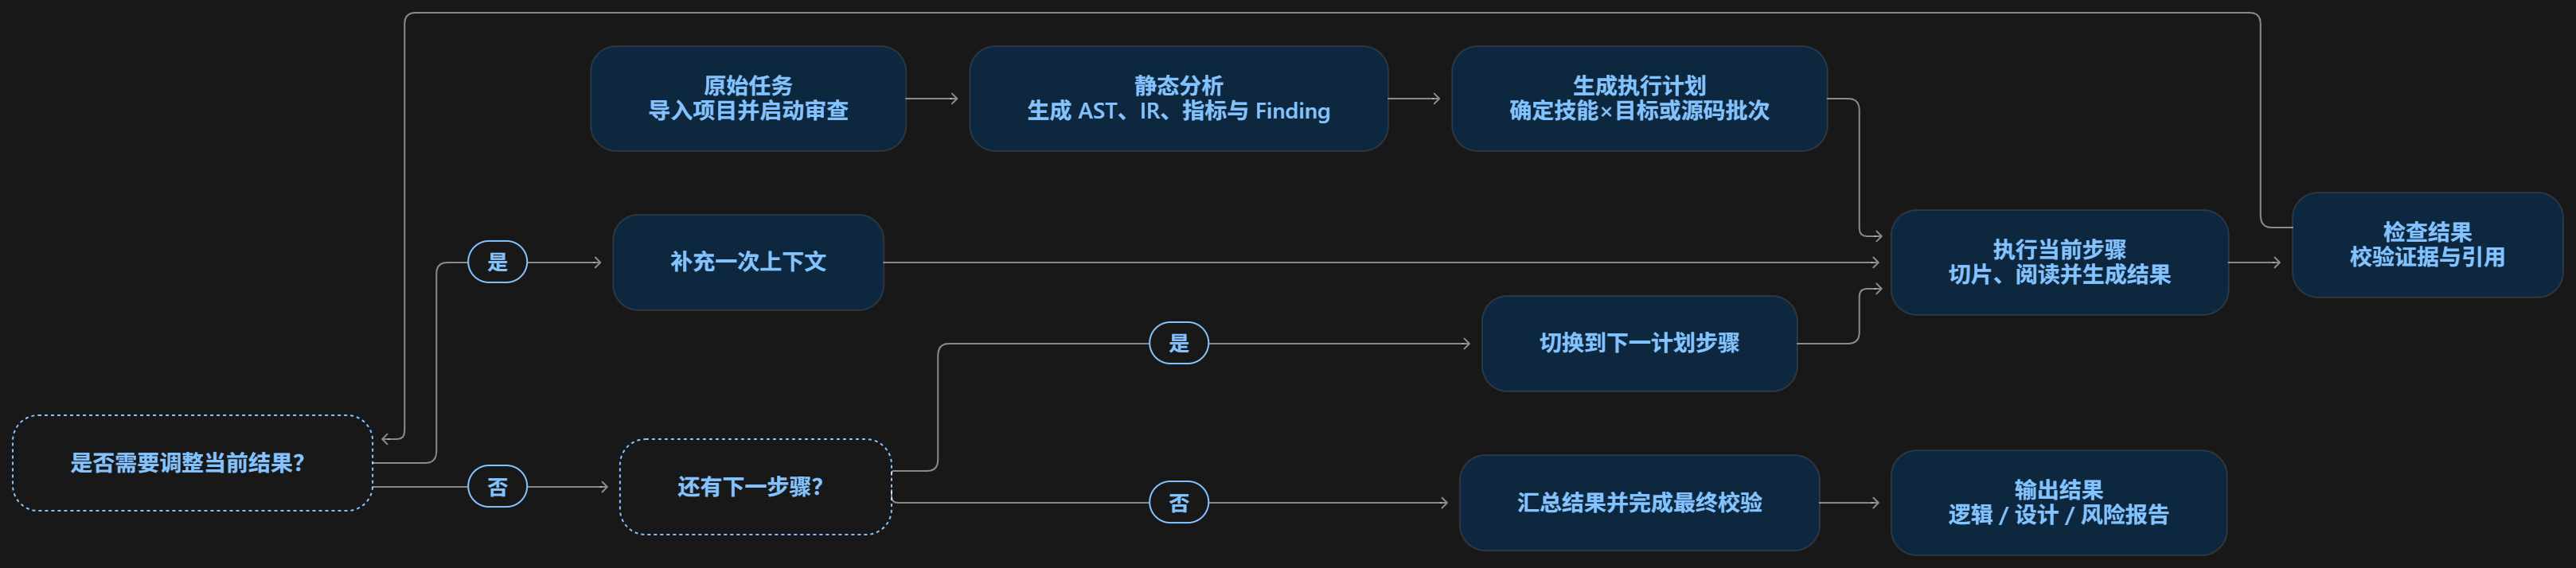 原始任务
导入项目并启动审查
静态分析
生成 AST、IR、指标与 Finding
生成执行计划
确定技能×目标或源码批次
是
补充一次上下文
执行当前步骤
切片、阅读并生成结果
检查结果
校验证据与引用
是
切换到下一计划步骤
是否需要调整当前结果？
否
还有下一步骤？
否
汇总结果并完成最终校验
输出结果
逻辑 / 设计 / 风险报告